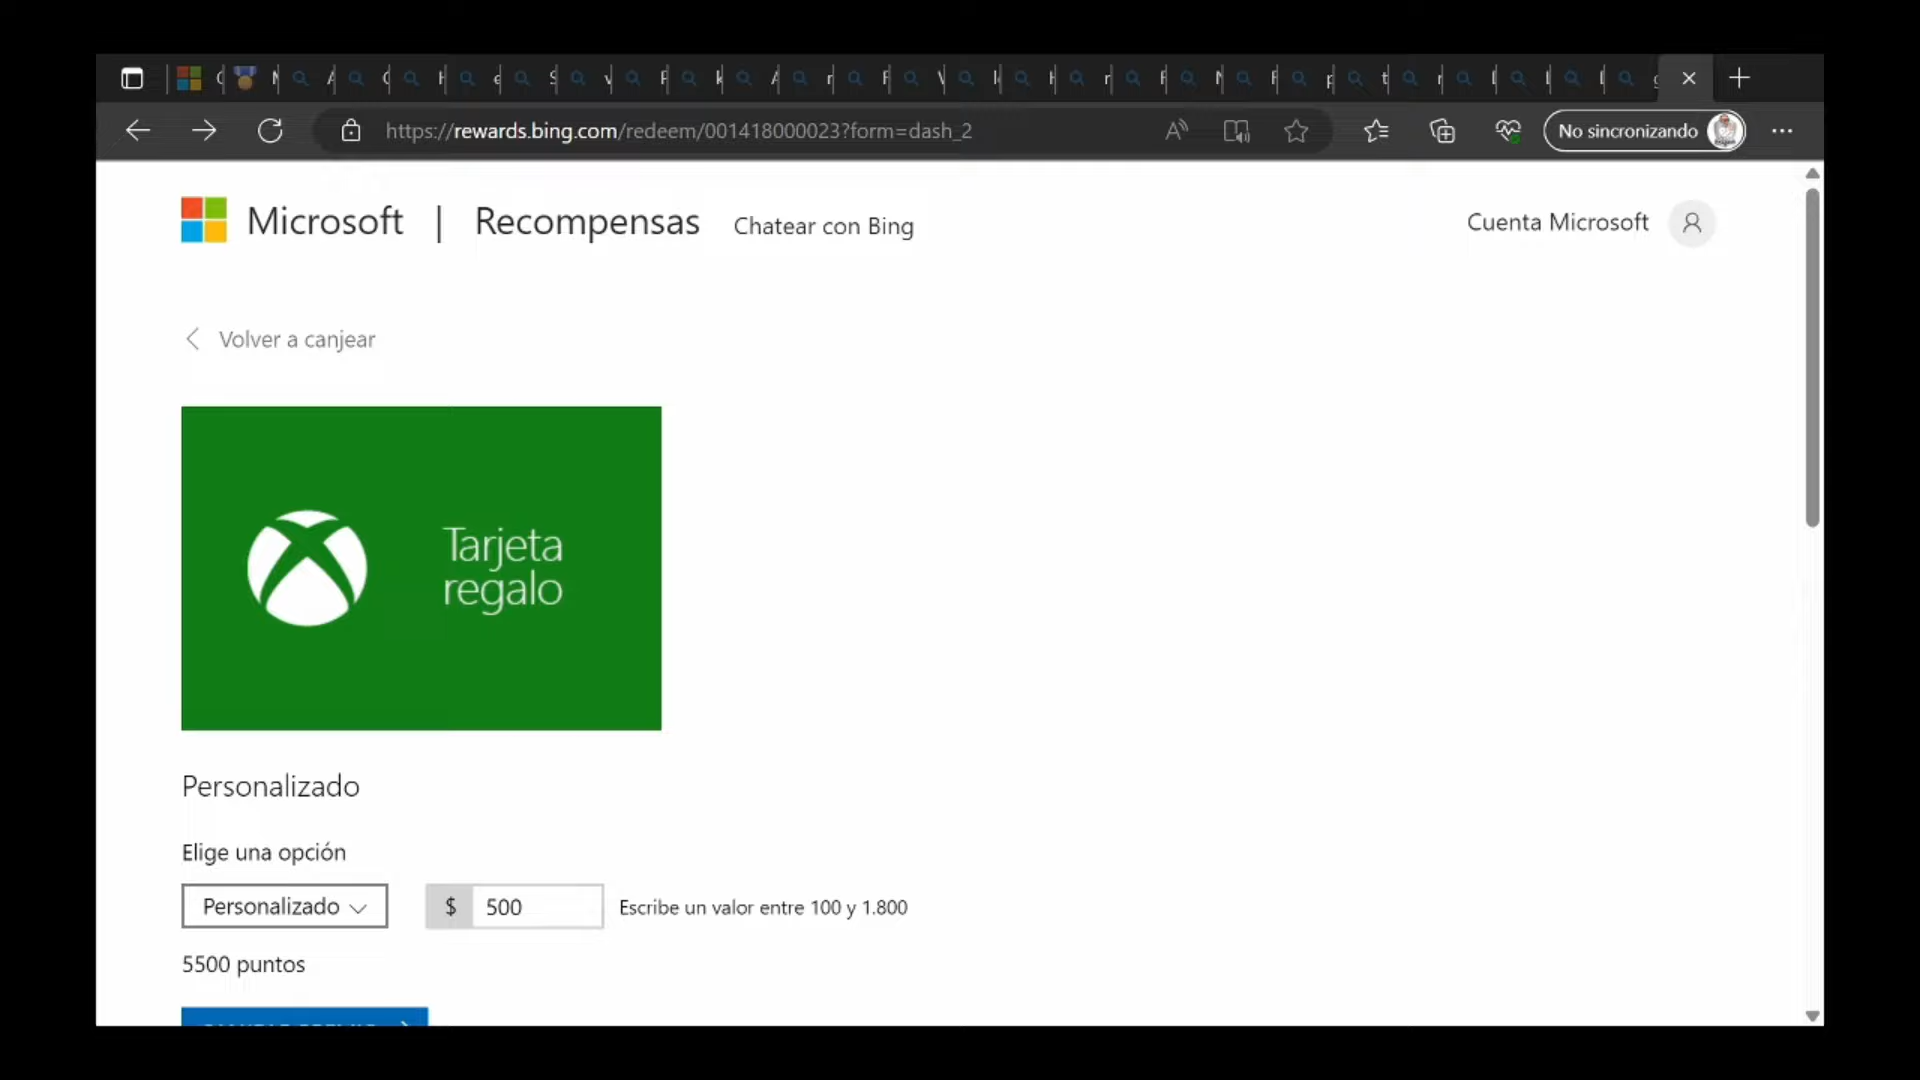 https://rewards.bing.com/redeem/001418000023?form=dash_2
No sincronizando
Microsoft | Recompensas Chatear con Bing
Cuenta Microsoft
Volver a canjear
Tarjeta
regalo
Personalizado
Elige una opción
Personalizado $ 500 Escribe un valor entre 100 y 1.800
5500 puntos